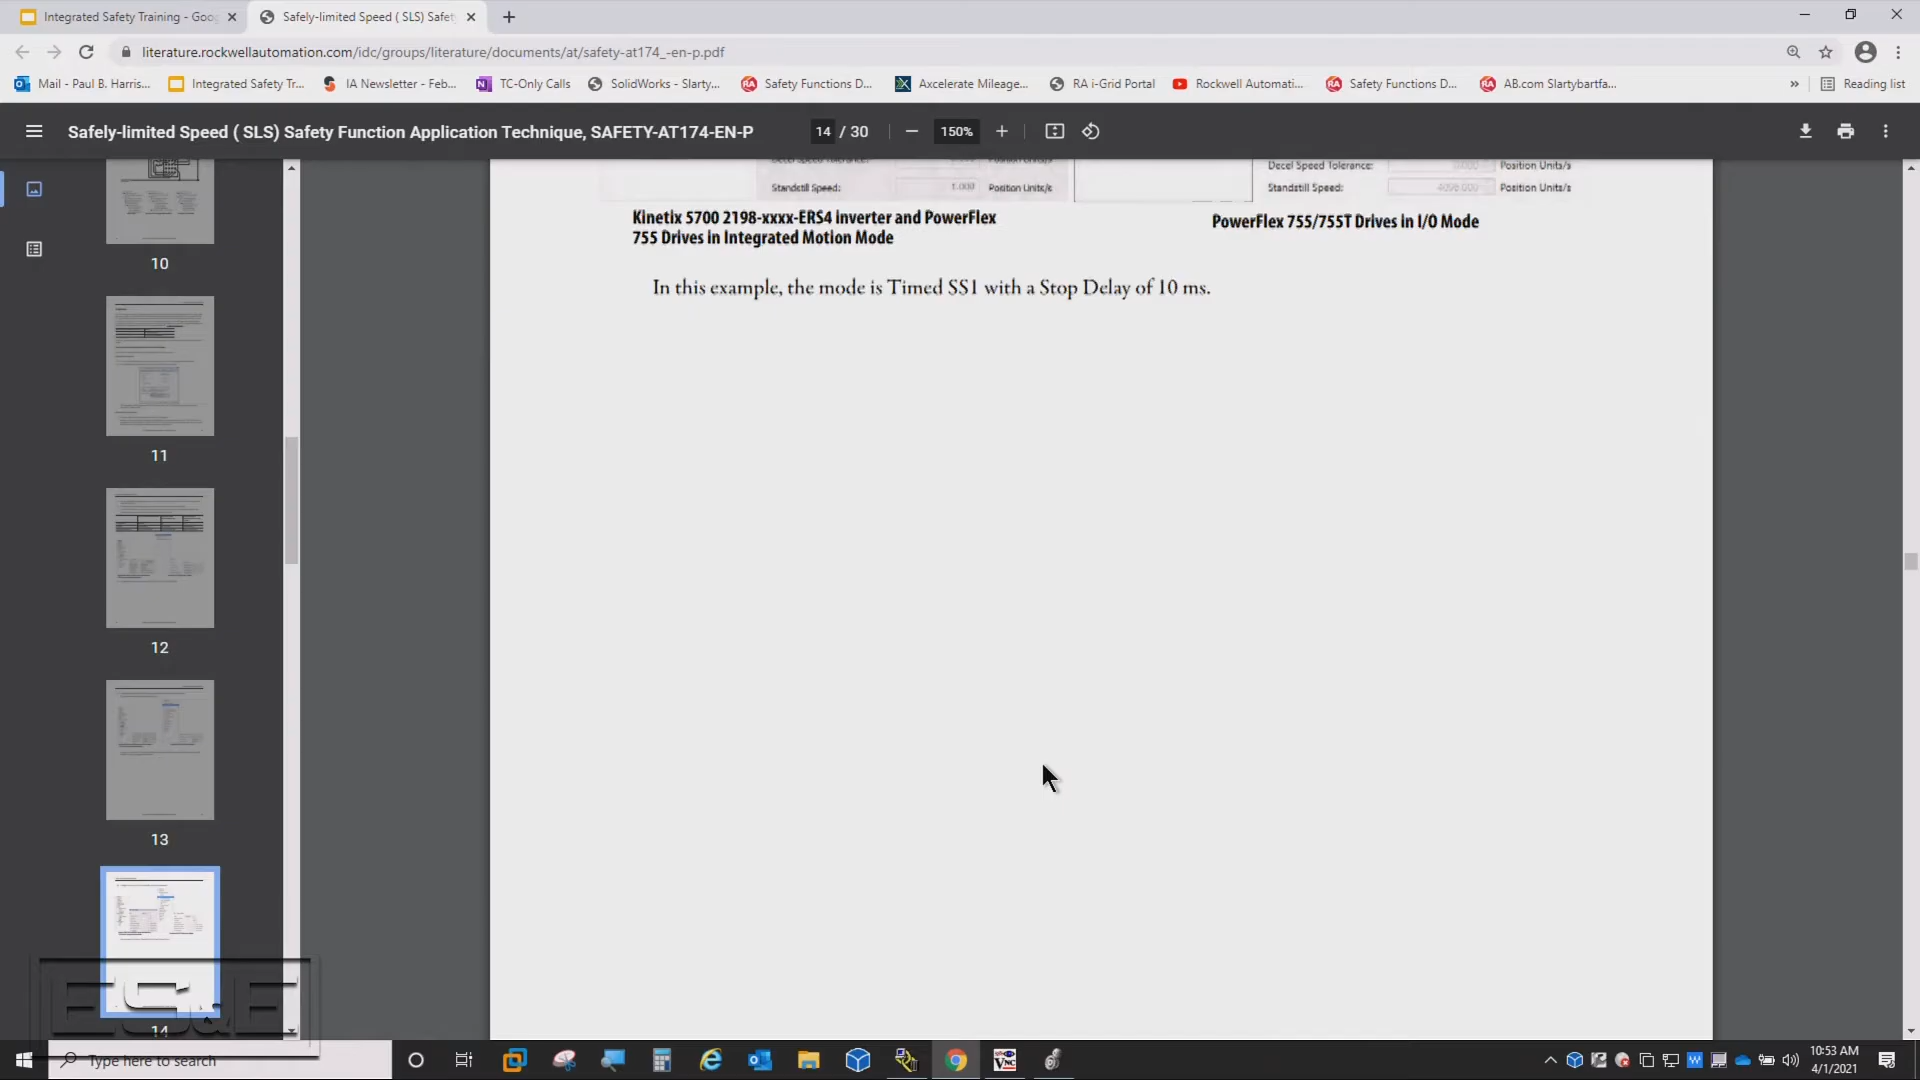 Integrated Safety Training - Goo
Safely-limited Speed ( SLS) Safet
literature.rockwellautomation.com/idc/groups/literature/documents/at/safety-at174_-en-p.pdf
Mail - Paul B. Harris...
Integrated Safety Tr...
IA Newsletter - Feb...
TC-Only Calls
SolidWorks - Slarty...
Safety Functions D...
Axcelerate Mileage...
RA i-Grid Portal
Rockwell Automati...
Safety Functions D...
AB.com Slartybartfa...
»
Reading list
Safely-limited Speed ( SLS) Safety Function Application Technique, SAFETY-AT174-EN-P
14 / 30
150%
Decel Speed Tolerance:
Position Units/s
Decel Speed Tolerance:
Position Units/s
Standstill Speed:
1.000
Position Units/s
Standstill Speed:
4096.000
Position Units/s
Kinetix 5700 2198-xxxx-ERS4 inverter and PowerFlex
755 Drives in Integrated Motion Mode
PowerFlex 755/755T Drives in I/O Mode
In this example, the mode is Timed SS1 with a Stop Delay of 10 ms.
10
11
12
13
14
ES&E
Type here to search
10:53 AM
4/1/2021